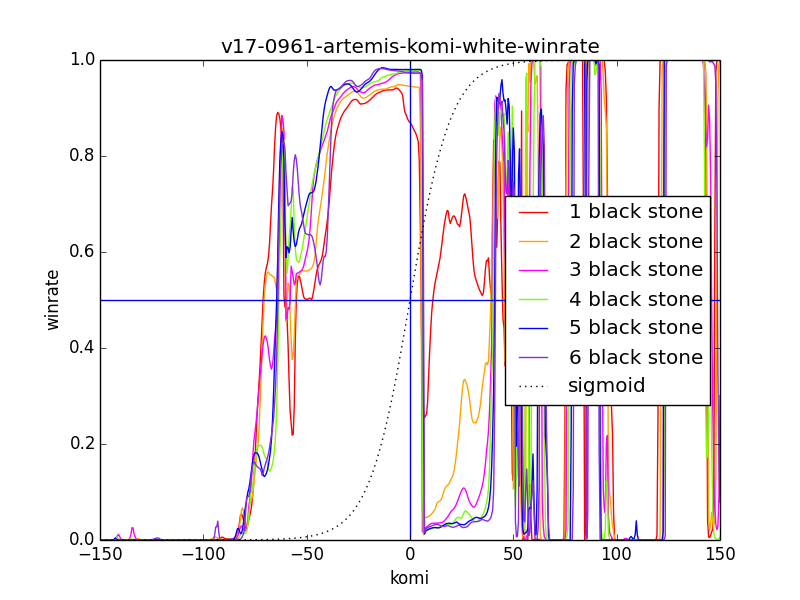 v17-0961-artemis-komi-white-winrate
1.0
0.8
0.6
0.4
0.2
0.0
winrate
−150
−100
−50
0
50
100
150
komi
1 black stone
2 black stone
3 black stone
4 black stone
5 black stone
6 black stone
sigmoid